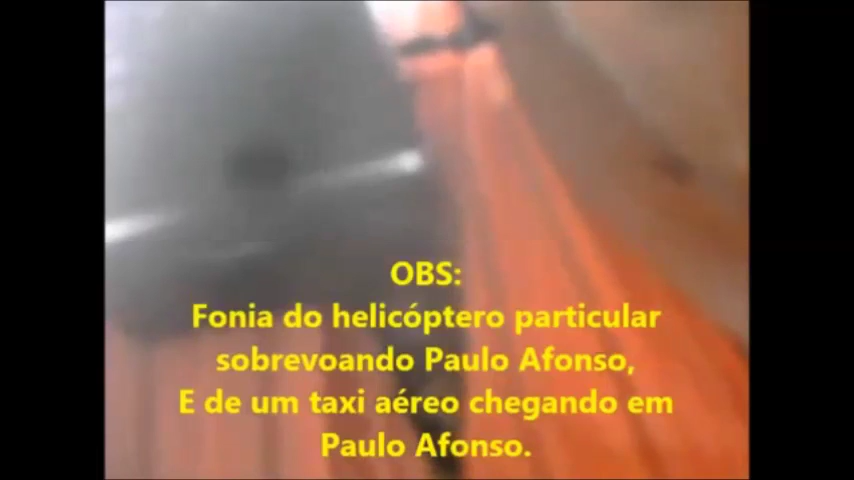 OBS:
Fonia do helicóptero particular
sobrevoando Paulo Afonso,
E de um taxi aéreo chegando em
Paulo Afonso.